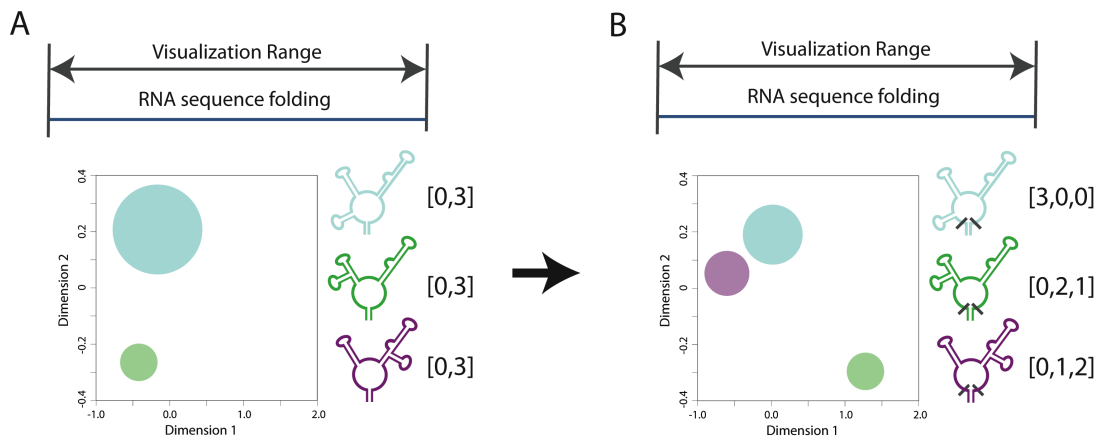 A
Visualization Range
RNA sequence folding
0.4
0.2
0
-0.2
-0.4
Dimension 2
-1.0
0.0
1.0
2.0
Dimension 1
[0,3]
[0,3]
[0,3]
B
Visualization Range
RNA sequence folding
0.4
0.2
0
-0.2
-0.4
Dimension 2
-1.0
0.0
1.0
2.0
Dimension 1
[3,0,0]
[0,2,1]
[0,1,2]